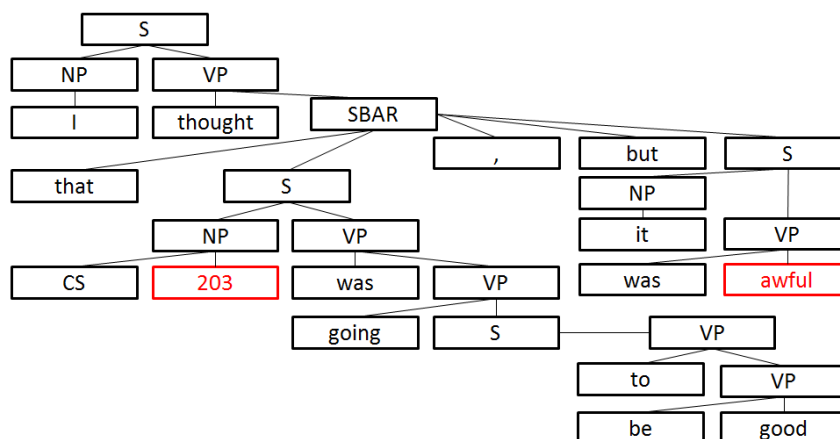 S
NP VP
I thought SBAR
, but S
that S NP
NP VP it VP
CS 203 was VP was awful
going S VP
to VP
be good